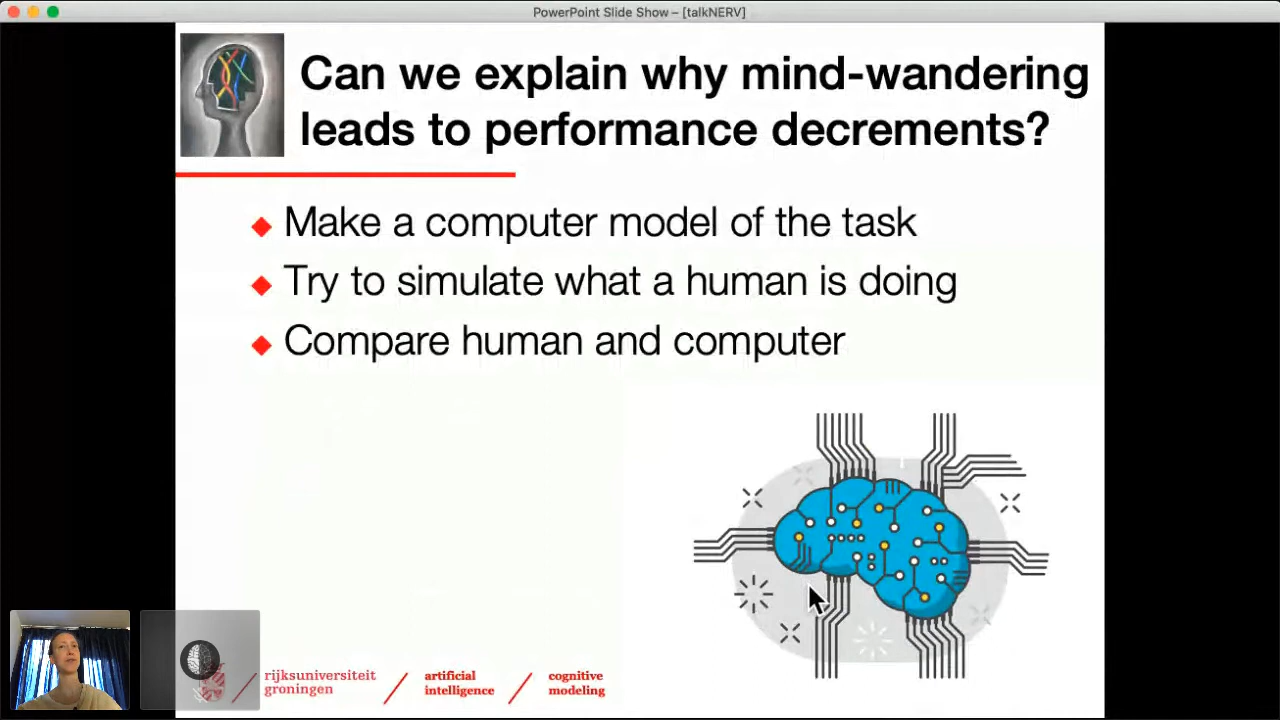 PowerPoint Slide Show – [talkNERV]
Can we explain why mind-wandering
leads to performance decrements?
Make a computer model of the task
Try to simulate what a human is doing
Compare human and computer
rijksuniversiteit
groningen
artificial
intelligence
cognitive
modeling